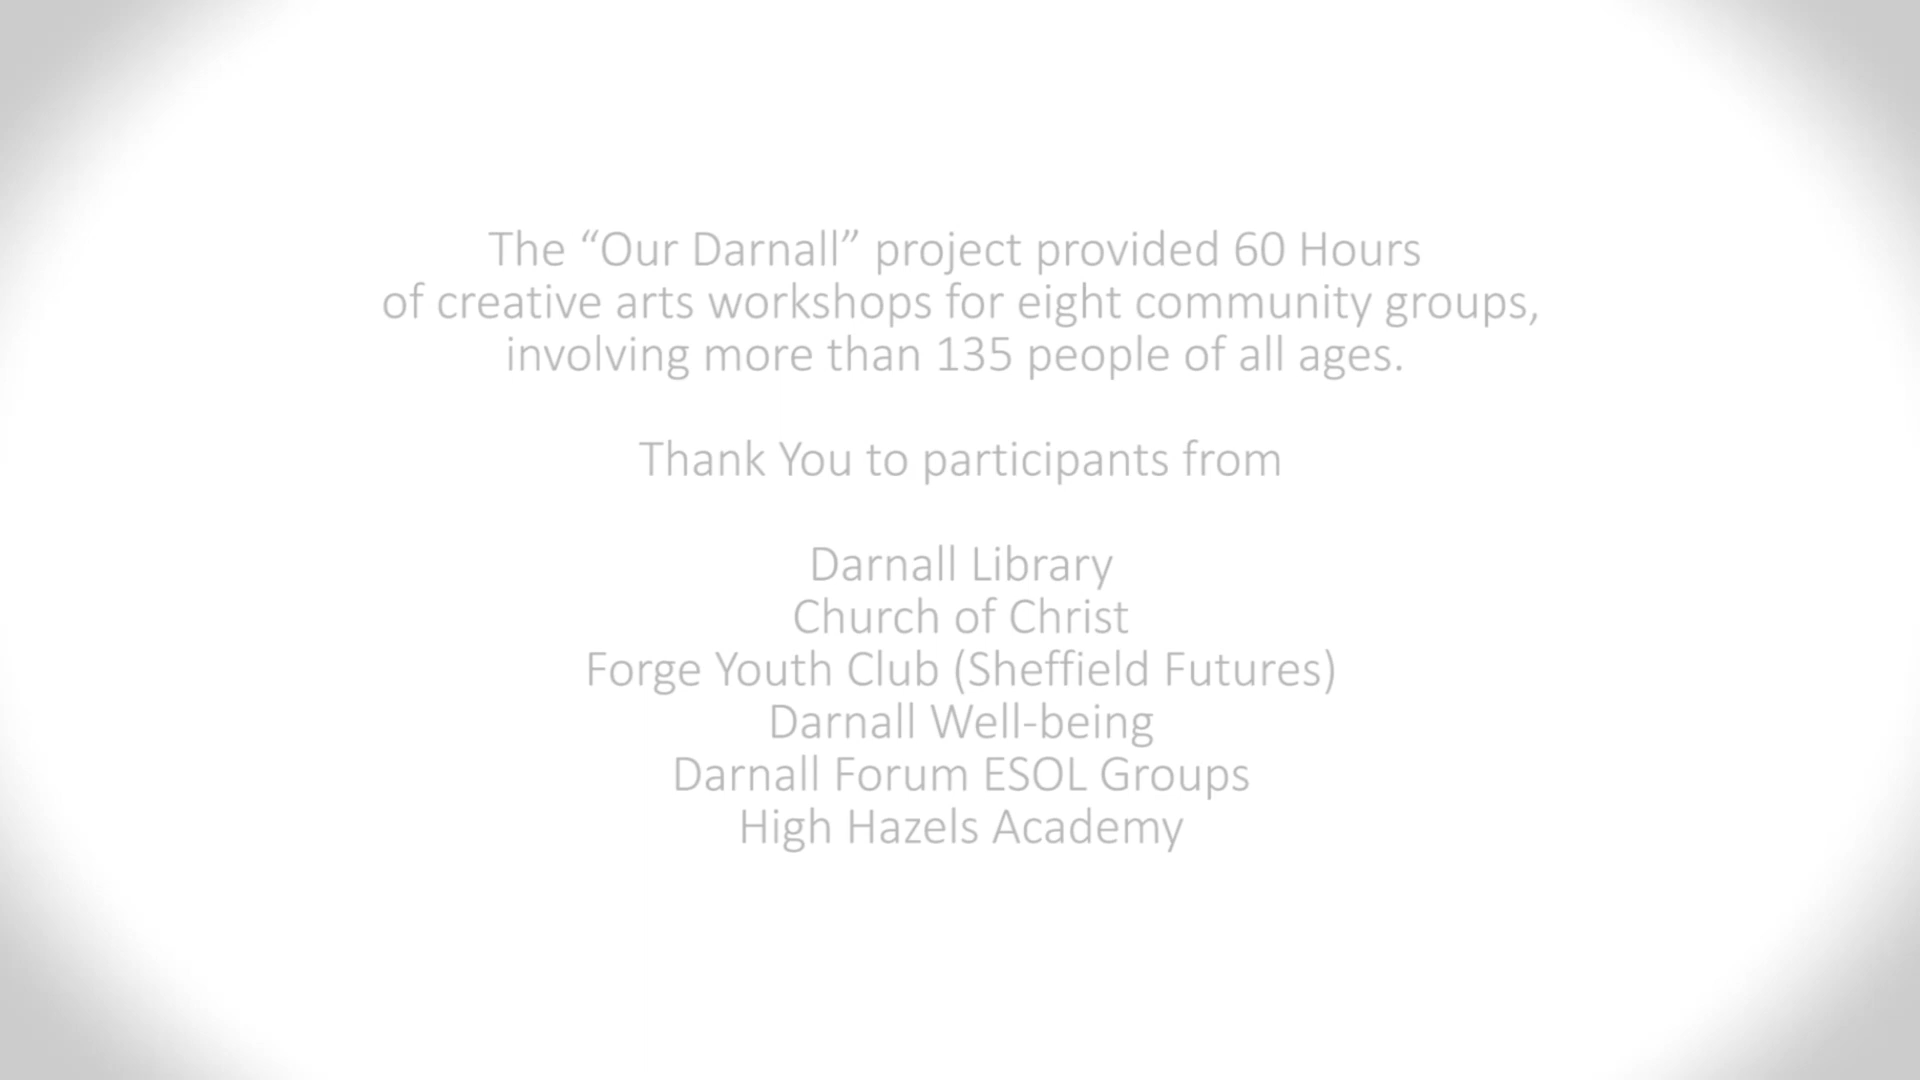 The “Our Darnall” project provided 60 Hours
of creative arts workshops for eight community groups,
involving more than 135 people of all ages.
Thank You to participants from
Darnall Library
Church of Christ
Forge Youth Club (Sheffield Futures)
Darnall Well-being
Darnall Forum ESOL Groups
High Hazels Academy